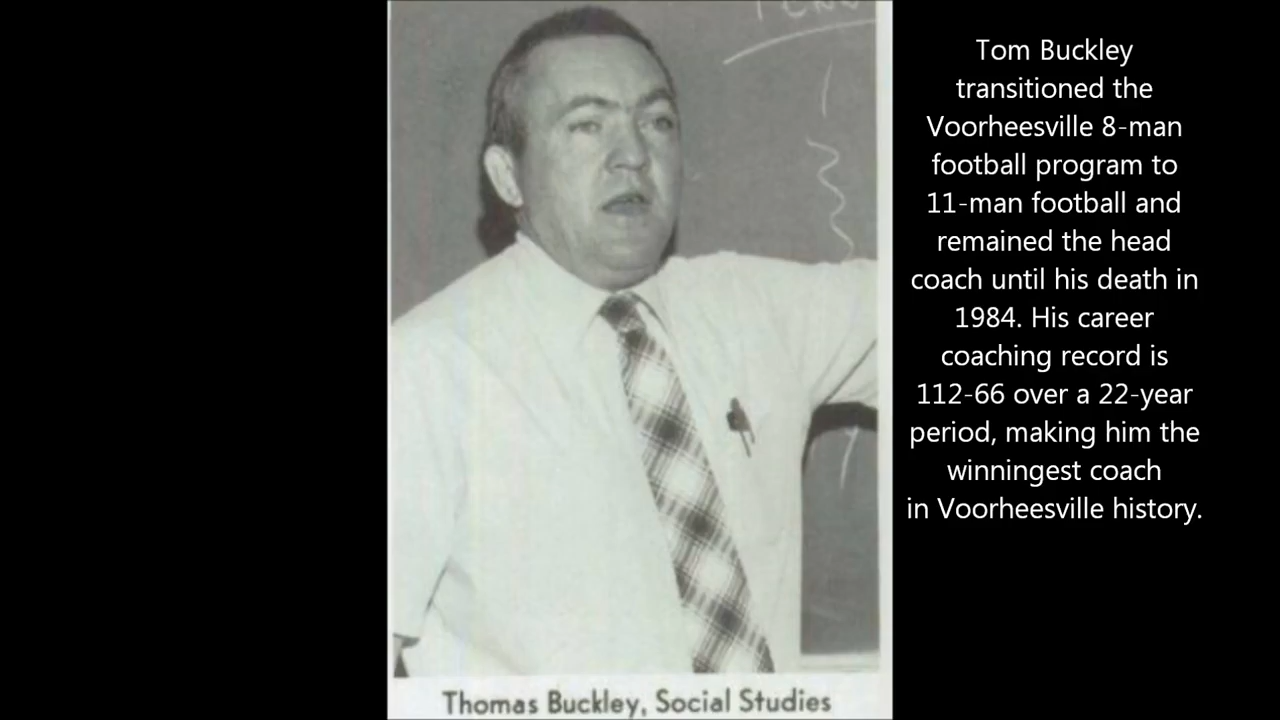 Tom Buckley
transitioned the
Voorheesville 8-man
football program to
11-man football and
remained the head
coach until his death in
1984. His career
coaching record is
112-66 over a 22-year
period, making him the
winningest coach
in Voorheesville history.
Thomas Buckley, Social Studies